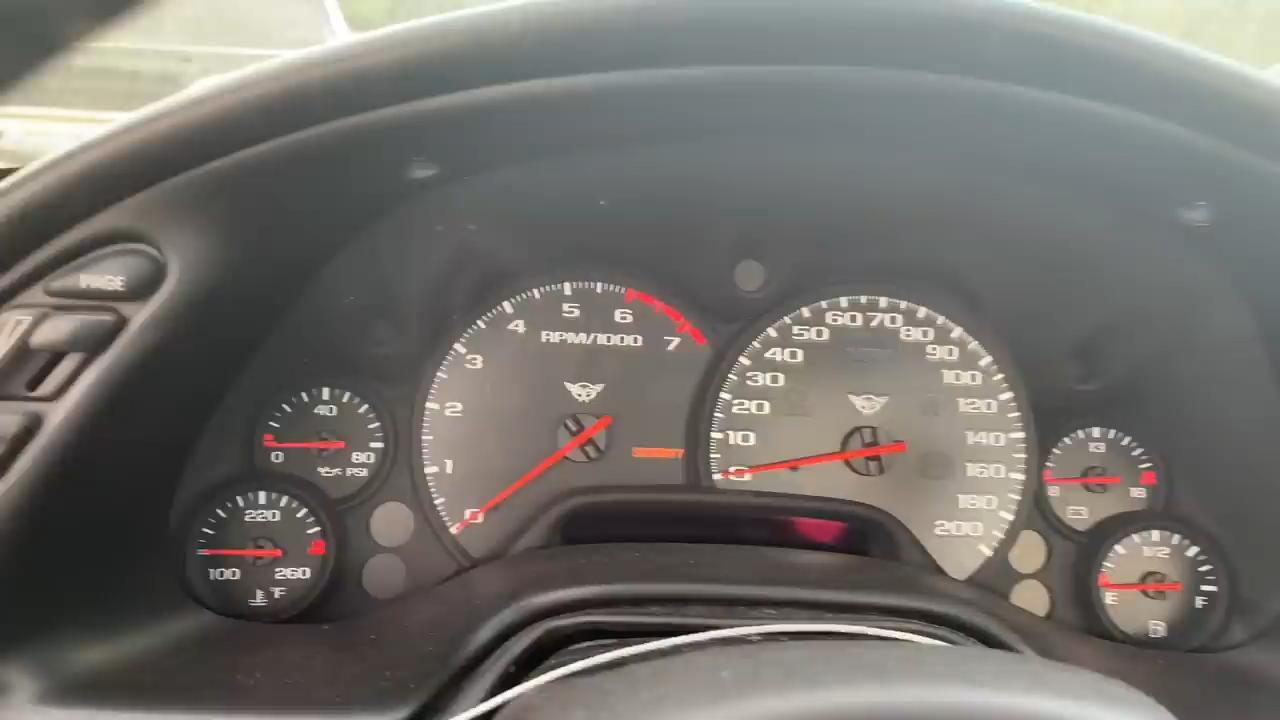 PAGE
0 1 2 3 4 5 6 7
RPM/1000
0 10 20 30 40 50 60 70 80 90 100 120 140 160 180 200
0 40 80
PSI
100 220 260
°F
8 13 18
E 1/2 F